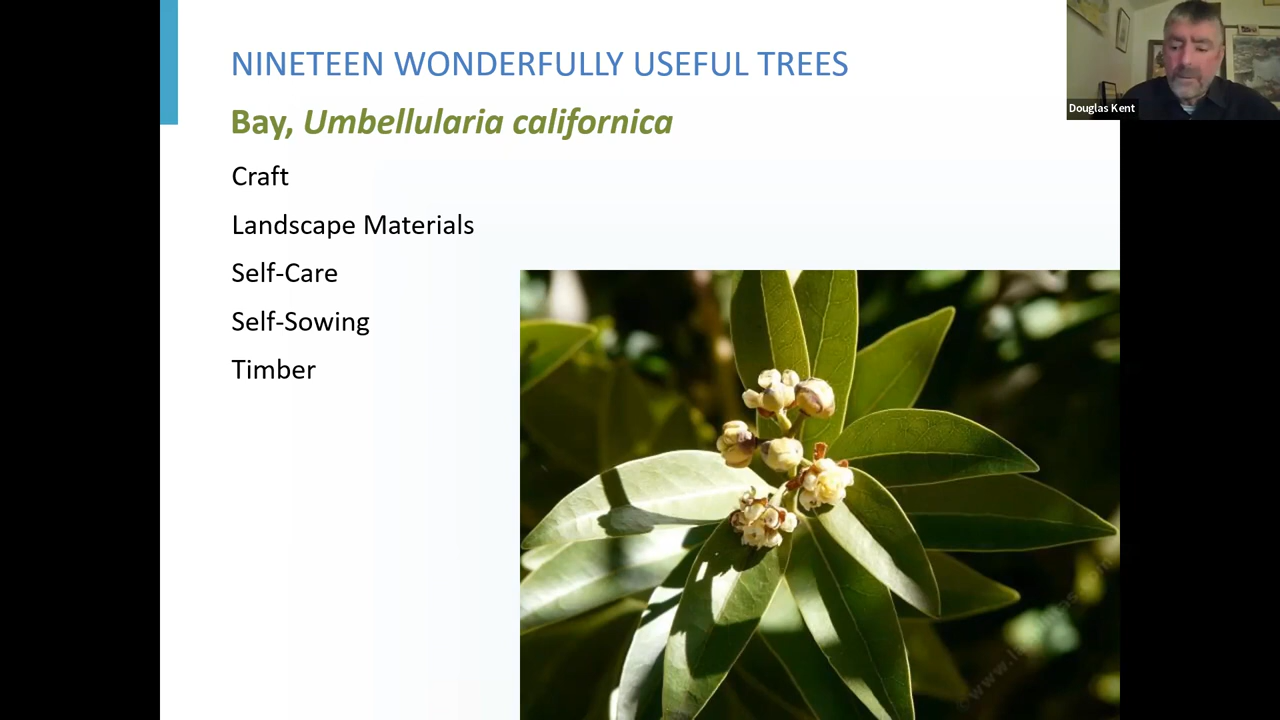 NINETEEN WONDERFULLY USEFUL TREES
Bay, Umbellularia californica
Craft
Landscape Materials
Self-Care
Self-Sowing
Timber
Douglas Kent